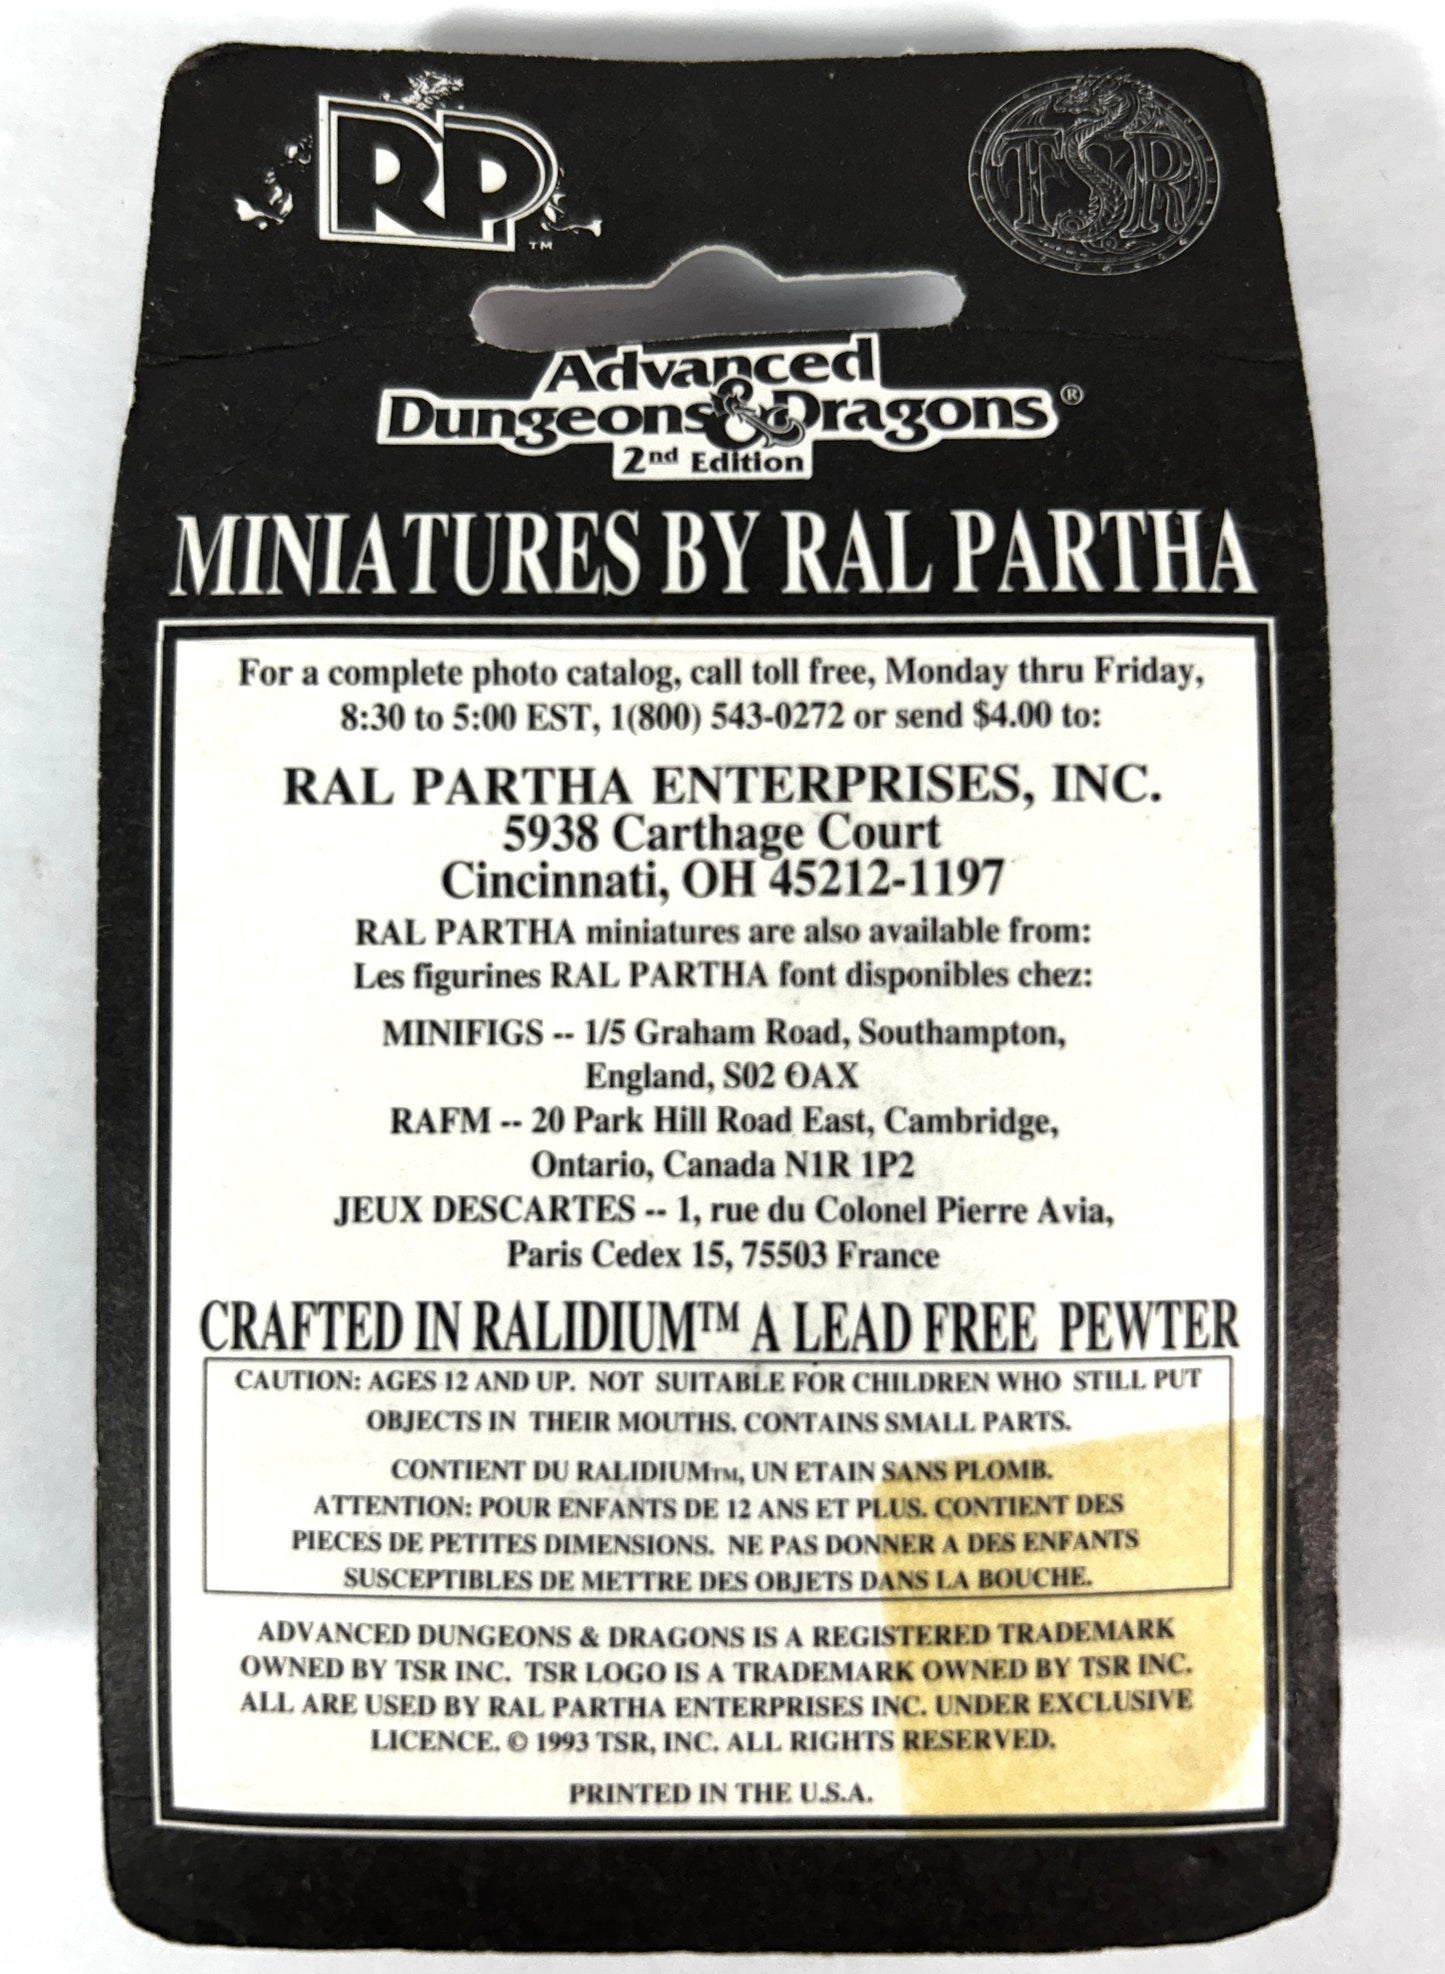 RP™
TSR
Advanced
Dungeons & Dragons®
2nd Edition
MINIATURES BY RAL PARTHA
For a complete photo catalog, call toll free, Monday thru Friday,
8:30 to 5:00 EST, 1(800) 543-0272 or send $4.00 to:
RAL PARTHA ENTERPRISES, INC.
5938 Carthage Court
Cincinnati, OH 45212-1197
RAL PARTHA miniatures are also available from:
Les figurines RAL PARTHA font disponibles chez:
MINIFIGS -- 1/5 Graham Road, Southampton,
England, S02 OAX
RAFM -- 20 Park Hill Road East, Cambridge,
Ontario, Canada N1R 1P2
JEUX DESCARTES -- 1, rue du Colonel Pierre Avia,
Paris Cedex 15, 75503 France
CRAFTED IN RALIDIUM™ A LEAD FREE PEWTER
CAUTION: AGES 12 AND UP. NOT SUITABLE FOR CHILDREN WHO STILL PUT
OBJECTS IN THEIR MOUTHS. CONTAINS SMALL PARTS.
CONTIENT DU RALIDIUM™, UN ETAIN SANS PLOMB.
ATTENTION: POUR ENFANTS DE 12 ANS ET PLUS. CONTIENT DES
PIECES DE PETITES DIMENSIONS. NE PAS DONNER A DES ENFANTS
SUSCEPTIBLES DE METTRE DES OBJETS DANS LA BOUCHE.
ADVANCED DUNGEONS & DRAGONS IS A REGISTERED TRADEMARK
OWNED BY TSR INC. TSR LOGO IS A TRADEMARK OWNED BY TSR INC.
ALL ARE USED BY RAL PARTHA ENTERPRISES INC. UNDER EXCLUSIVE
LICENCE. © 1993 TSR, INC. ALL RIGHTS RESERVED.
PRINTED IN THE U.S.A.